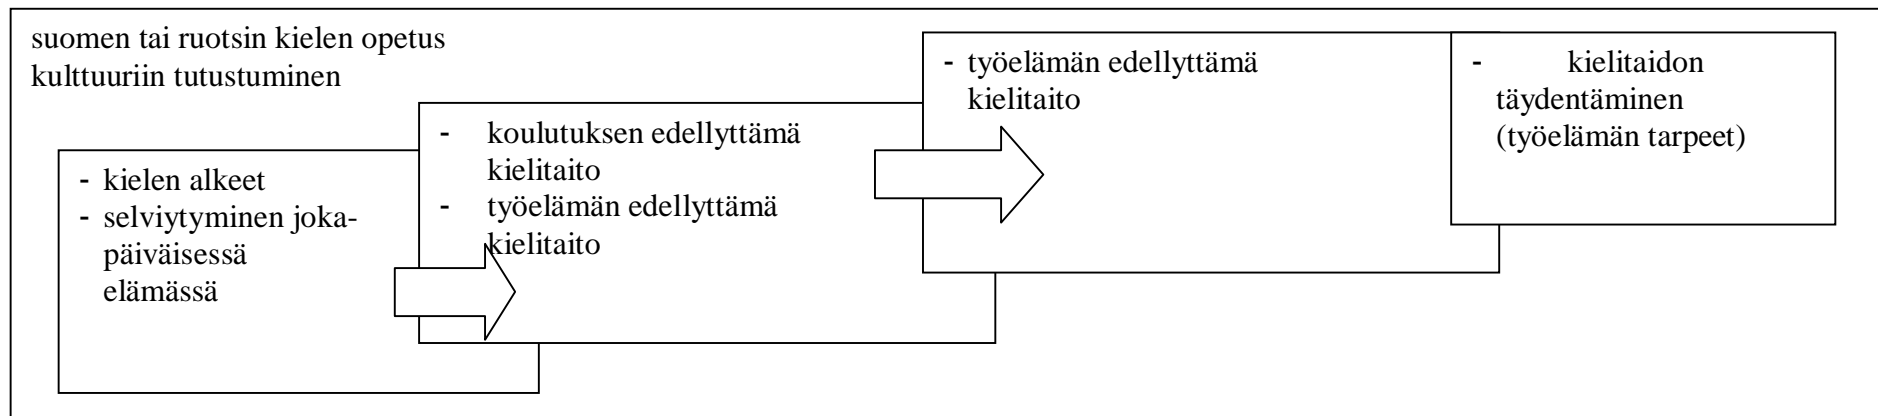 suomen tai ruotsin kielen opetus
kulttuuriin tutustuminen
- kielen alkeet
- selviytyminen joka-
päiväisessä
elämässä
- koulutuksen edellyttämä
kielitaito
- työelämän edellyttämä
kielitaito
- työelämän edellyttämä
kielitaito
- kielitaidon
täydentäminen
(työelämän tarpeet)